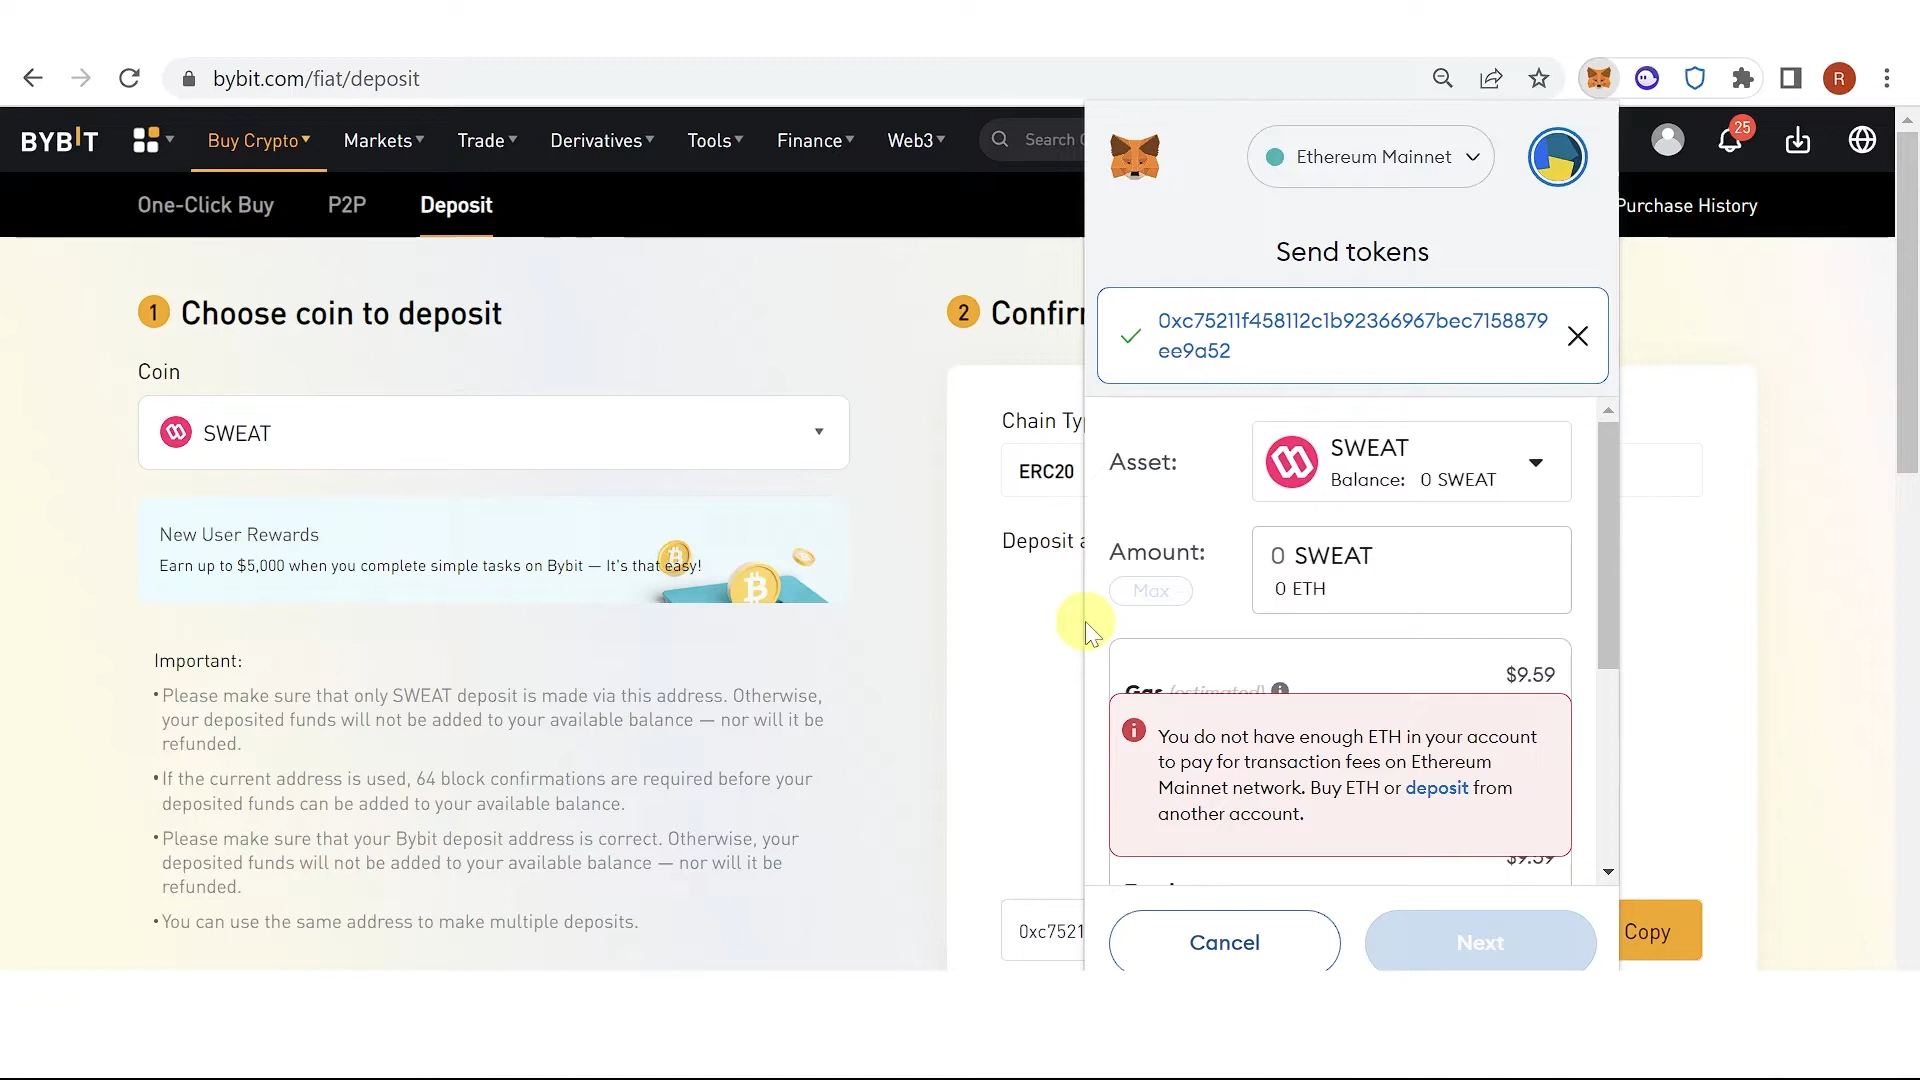 bybit.com/fiat/deposit
R
BYBIT
Buy Crypto
Markets
Trade
Derivatives
Tools
Finance
Web3
Search
25
One-Click Buy
P2P
Deposit
Purchase History
1 Choose coin to deposit
Coin
SWEAT
New User Rewards
Earn up to $5,000 when you complete simple tasks on Bybit — It's that easy!
Important:
•Please make sure that only SWEAT deposit is made via this address. Otherwise,
your deposited funds will not be added to your available balance — nor will it be
refunded.
•If the current address is used, 64 block confirmations are required before your
deposited funds can be added to your available balance.
•Please make sure that your Bybit deposit address is correct. Otherwise, your
deposited funds will not be added to your available balance — nor will it be
refunded.
•You can use the same address to make multiple deposits.
2
Chain
ERC20
Deposit
0xc7521
Copy
Ethereum Mainnet
Send tokens
0xc75211f458112c1b92366967bec7158879
ee9a52
Asset:
SWEAT
Balance: 0 SWEAT
Amount:
Max
0 SWEAT
0 ETH
$9.59
Gas (estimated)
You do not have enough ETH in your account
to pay for transaction fees on Ethereum
Mainnet network. Buy ETH or deposit from
another account.
$9.59
Cancel
Next